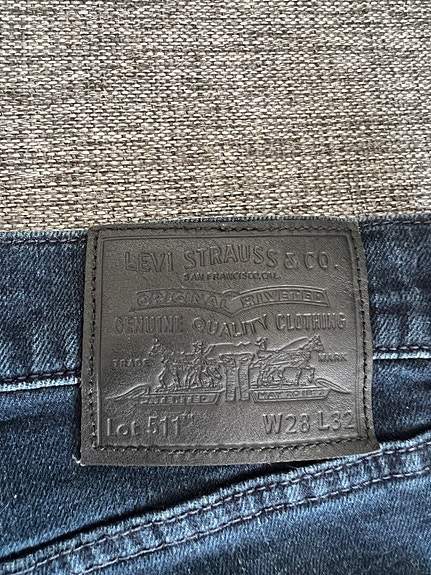 LEVI STRAUSS & CO.
SAN FRANCISCO, CAL.
ORIGINAL RIVETED
GENUINE QUALITY CLOTHING
TRADE MARK
PATENTED MAY 20 1873
Lot 511™ W28 L32